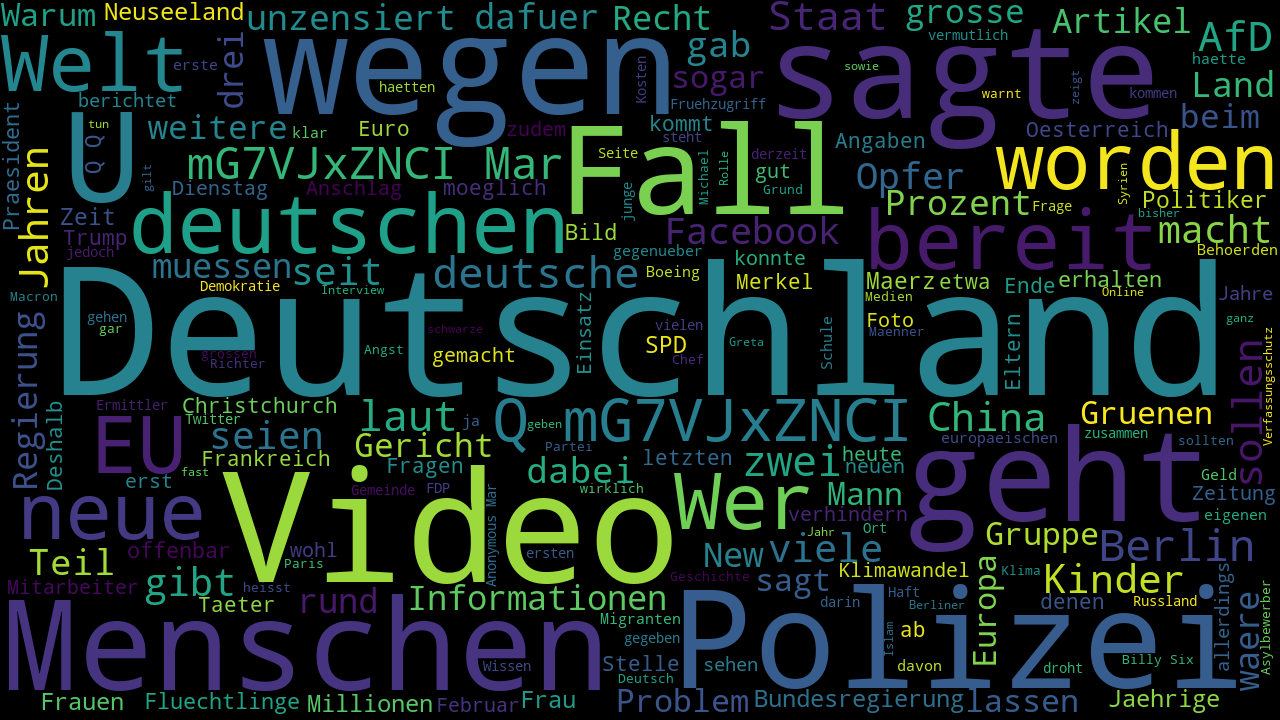 Warum Neuseeland unzensiert dafuer Recht Staat grosse Artikel AfD
Welt erste drei wegen gab vermutlich haette
berichtet haetten Kosten sogar sowie sagte warnt zeigt kommen Land
Fruehzugriff
Praesident U tun Q Q weitere klar Euro zudem Fall kommt steht Angaben Oesterreich beim
gilt mG7VJxZNCI Mar Seite Michael Rolle derzeit gut Grund Opfer worden Syrien
Jahren Dienstag Anschlag moeglich junge Prozent Frage Politiker bisher
Zeit deutschen Bild Facebook bereit macht
Trump jedoch gegenueber konnte Behoerden
muessen seit deutsche Boeing Merkel Maerz etwa Ende erhalten
Macron Demokratie Interview Medien Online Jahre
gehen gar Deutschland Einsatz vielen Foto ganz
schwarze SPD Greta Schule Maenner Eltern
Regierung grossen Richter Angst gemacht Chef Verfassungsschutz
Deshalb Ermittler Christchurch Twitter laut ja Q mG7VJxZNCI China Gruenen sollen
EU seien Gericht geben Partei europaeischen zusammen sollten
Frankreich Fragen dabei letzten zwei heute neuen geht Geld
erst fast Gemeinde FDP wirklich Wer Mann Zeitung
neue Video Anonymous Mar verhindern Jahr Ort eigenen
offenbar wohl ersten New viele Gruppe Berlin
Teil Paris Geschichte Klimawandel Europa Klima
Mitarbeiter gibt heisst sagt Kinder
Taeter rund Informationen darin Haft Berliner denen Russland allerdings waere Asylbewerber
Menschen Migranten Polizei ab
gegeben Islam
Wissen Stelle sehen davon droht Billy Six
Deutsch
Frauen Fluechtlinge Millionen Februar Frau Problem Bundesregierung lassen Jaehrige